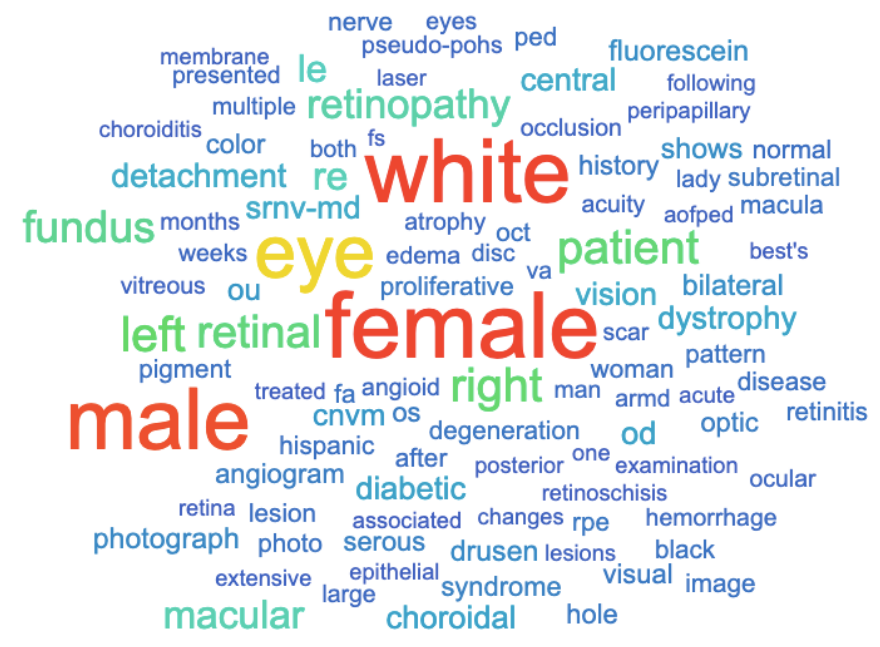 nerve eyes
pseudo-pohs ped
membrane fluorescein
presented le laser central following
multiple retinopathy peripapillary
choroiditis color both fs occlusion
detachment re white history shows normal
lady subretinal
fundus months srnv-md atrophy acuity aofped macula
weeks eye edema disc oct patient best's
vitreous ou proliferative va vision bilateral
left retinal female scar dystrophy
pigment woman pattern
male treated fa angioid right man armd acute disease
cnvm os degeneration od optic retinitis
hispanic after posterior one examination
angiogram diabetic retinoschisis ocular
retina lesion associated changes rpe hemorrhage
photograph photo serous drusen lesions black
extensive epithelial syndrome visual image
large
macular choroidal hole